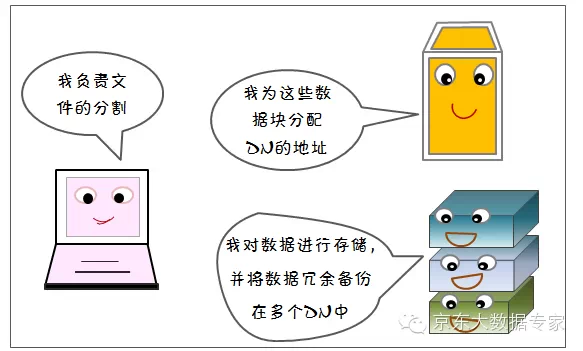 我负责文
件的分割
我为这些数
据块分配
DN的地址
我对数据进行存储，
并将数据冗余备份
在多个DN中
京东大数据专家